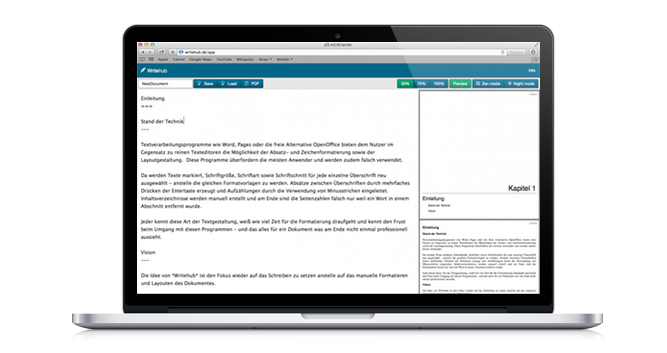 writehub.de/app
Apple Yahoo! Google Maps YouTube Wikipedia News Beliebt
Writehub
Info
NewDocument Save Load PDF 50% 75% 100% Preview Zen mode Night mode
Einleitung
===
Stand der Technik
---
Textverarbeitungsprogramme wie Word, Pages oder die freie Alternative OpenOffice bieten dem Nutzer im
Gegensatz zu reinen Texteditoren die Möglichkeit der Absatz- und Zeichenformatierung sowie der
Layoutgestaltung. Diese Programme überfordern die meisten Anwender und werden zudem falsch verwendet.
Da werden Texte markiert, Schriftgröße, Schriftart sowie Schriftschnitt für jede einzelne Überschrift neu
ausgewählt - anstelle die gleichen Formatvorlagen zu werden. Absätze zwischen Überschriften durch mehrfaches
Drücken der Entertaste erzeugt und Aufzählungen durch die Verwendung von Minusstrichen eingeleitet.
Inhaltsverzeichnisse werden manuell erstellt und am Ende sind die Seitenzahlen falsch nur weil ein Wort in einem
Abschnitt entfernt wurde.
Jeder kennt diese Art der Textgestaltung, weiß wie viel Zeit für die Formatierung draufgeht und kennt den Frust
beim Umgang mit diesen Programmen - und das alles für ein Dokument was am Ende nicht einmal professionell
aussieht.
Vision
---
Die Idee von "Writehub" ist den Fokus wieder auf das Schreiben zu setzen anstelle auf das manuelle Formatieren
und Layouten des Dokumentes.
Kapitel 1
Einleitung
Stand der Technik
Vision
Einleitung
Stand der Technik
Vision